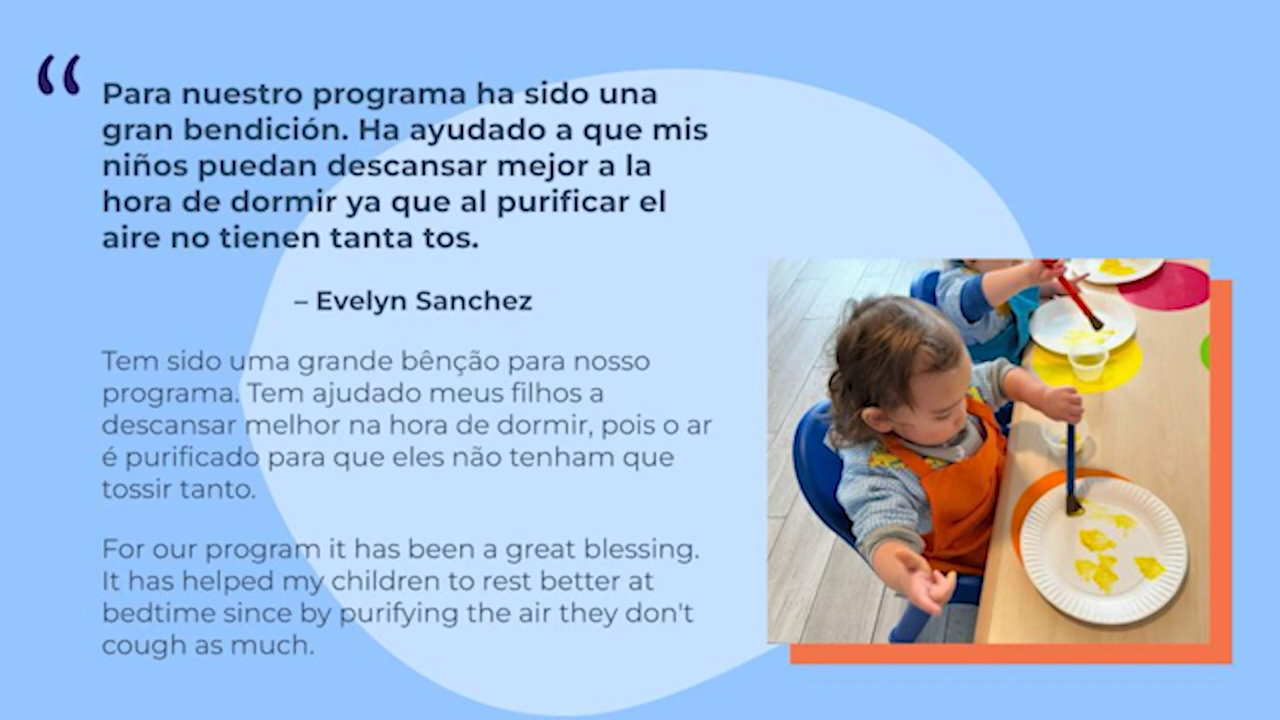 “
Para nuestro programa ha sido una
gran bendición. Ha ayudado a que mis
niños puedan descansar mejor a la
hora de dormir ya que al purificar el
aire no tienen tanta tos.
– Evelyn Sanchez
Tem sido uma grande bênção para nosso
programa. Tem ajudado meus filhos a
descansar melhor na hora de dormir, pois o ar
é purificado para que eles não tenham que
tossir tanto.
For our program it has been a great blessing.
It has helped my children to rest better at
bedtime since by purifying the air they don't
cough as much.